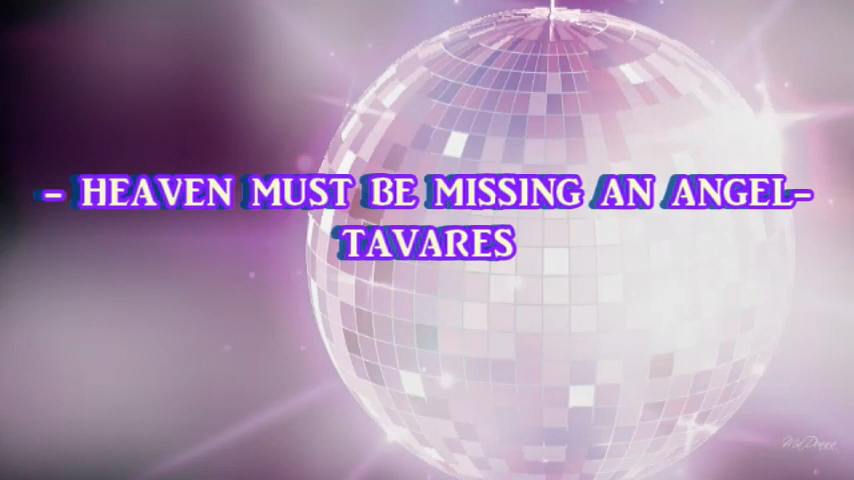 - HEAVEN MUST BE MISSING AN ANGEL-
TAVARES